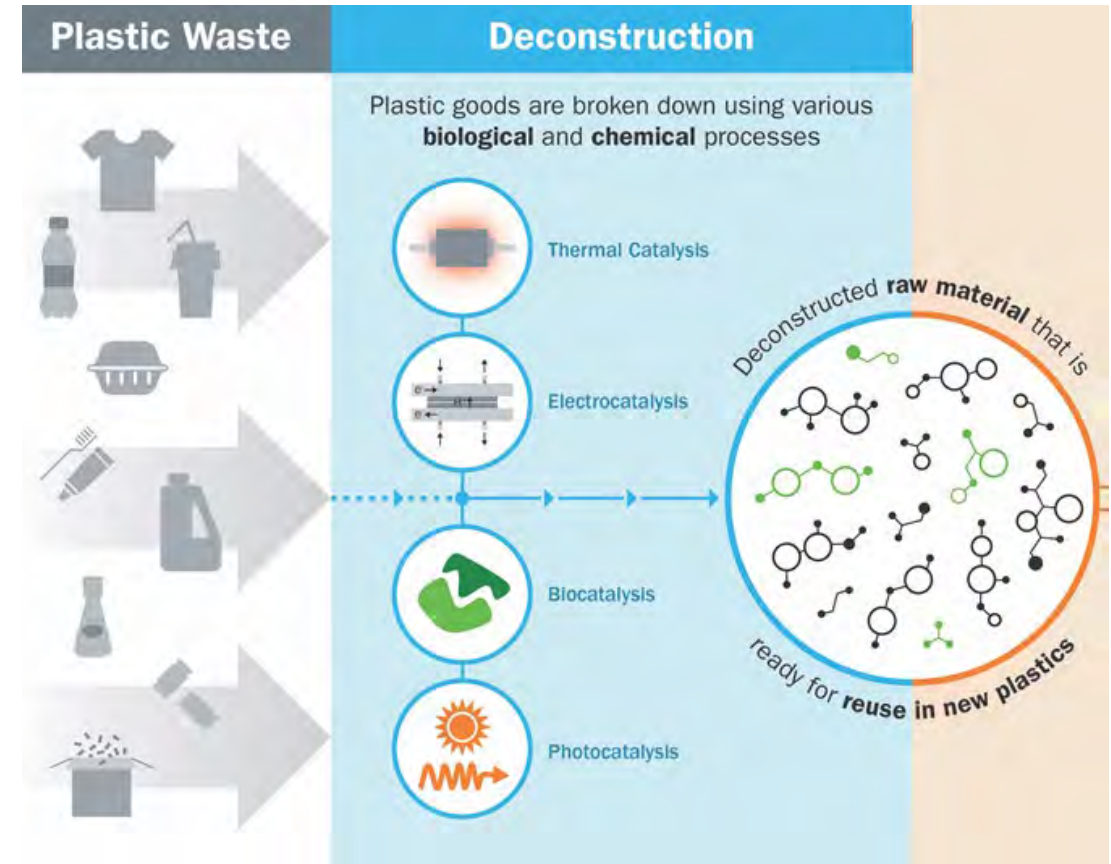 Plastic Waste
Deconstruction
Plastic goods are broken down using various
biological and chemical processes
Thermal Catalysis
Electrocatalysis
Biocatalysis
Photocatalysis
Deconstructed raw material that is
ready for reuse in new plastics